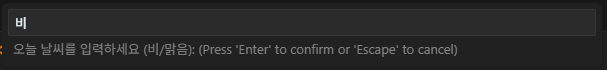 비
오늘 날씨를 입력하세요 (비/맑음): (Press 'Enter' to confirm or 'Escape' to cancel)